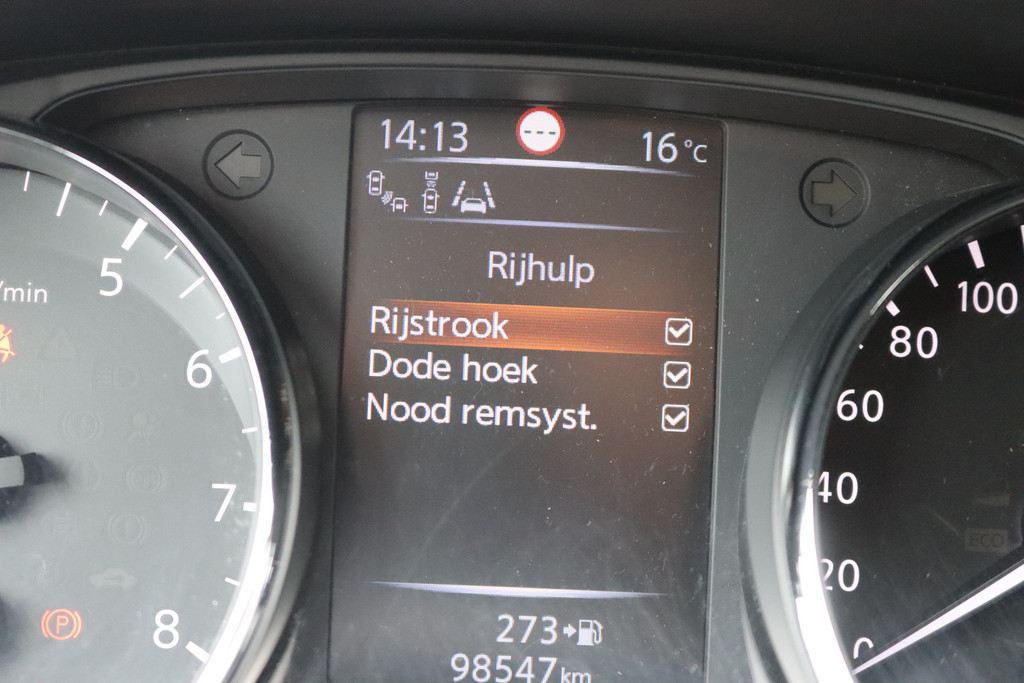 14:13 --- 16°C
Rijhulp
Rijstrook
Dode hoek
Nood remsyst.
273
98547km
/min
5
6
7
8
P
100
80
60
40
20
0
ECO